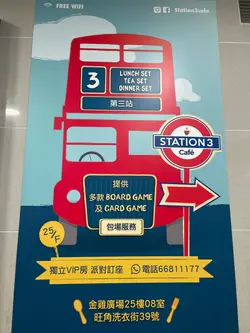 FREE WIFI
Station3cafe
3
LUNCH SET
TEA SET
DINNER SET
第三站
STATION 3
Café
提供
多款 BOARD GAME
及 CARD GAME
包場服務
25/F
獨立VIP房 派對訂座 電話66811177
金雞廣場25樓08室
旺角洗衣街39號